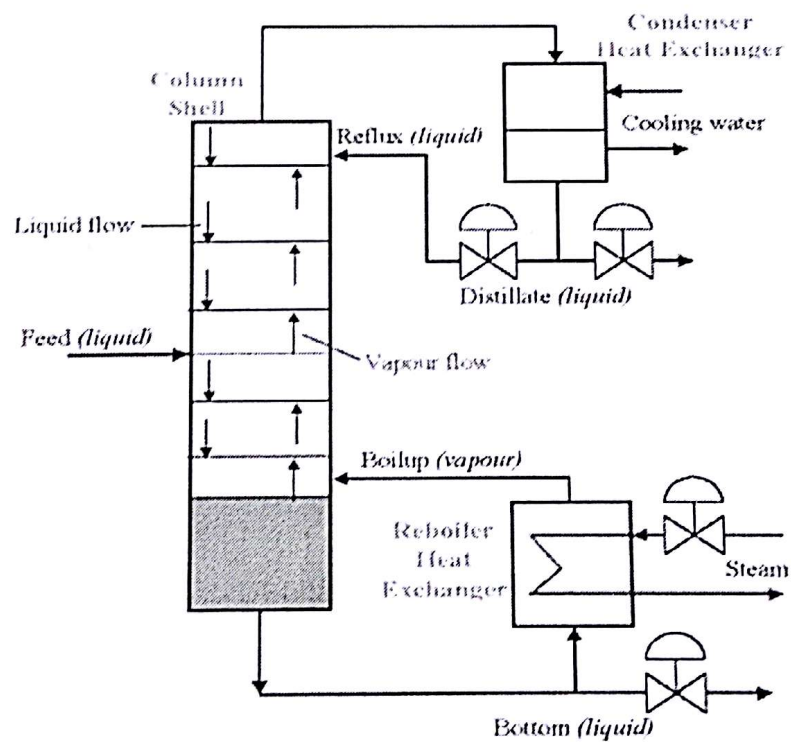 Condenser
Heat Exchanger
Column
Shell
Cooling water
Reflux (liquid)
Liquid flow
Distillate (liquid)
Feed (liquid)
Vapour flow
Boilup (vapour)
Reboiler
Heat
Exchanger
Steam
Bottom (liquid)